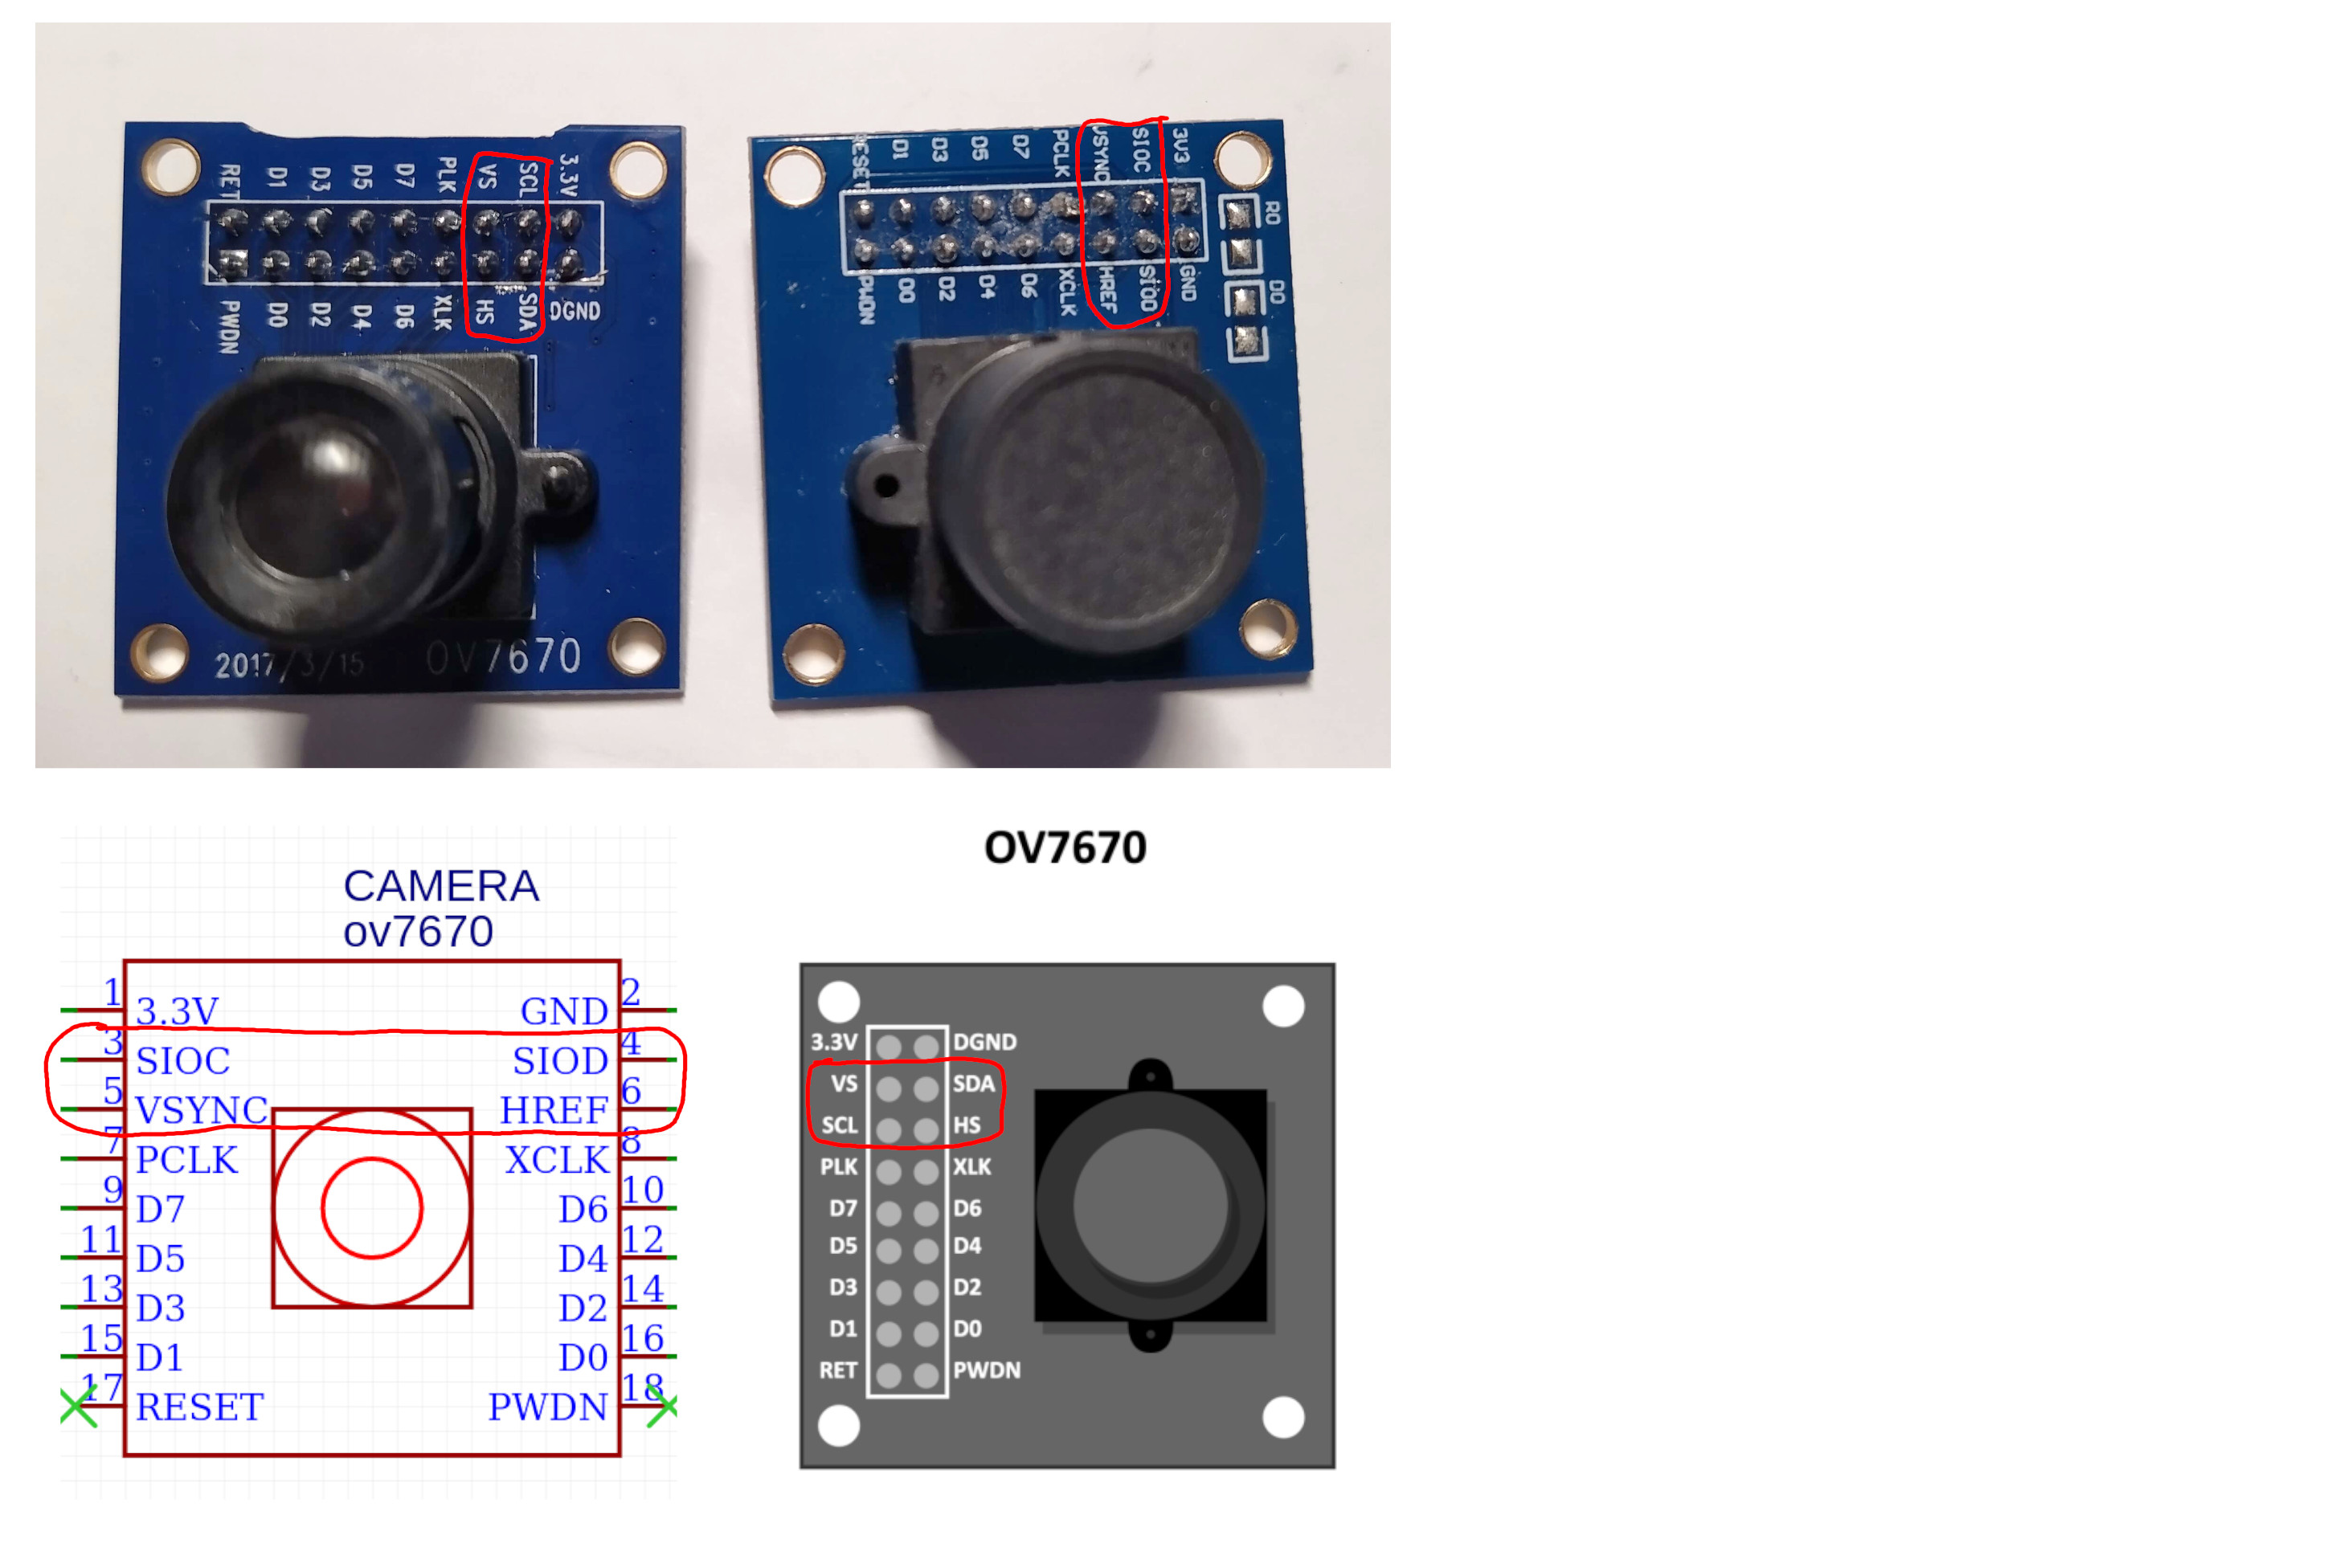 RET D1 D3 D5 D7 PLK VS SCL 3.3V
PWDN D0 D2 D4 D6 XLK HS SDA DGND
2017/3/15 OV7670
RESET D1 D3 D5 D7 PCLK VSYNC SIOC 3V3
PWDN D0 D2 D4 D6 XCLK HREF SIOD GND
R0
D0
CAMERA
ov7670
1 3.3V GND 2
3 SIOC SIOD 4
5 VSYNC HREF 6
7 PCLK XCLK 8
9 D7 D6 10
11 D5 D4 12
13 D3 D2 14
15 D1 D0 16
17 RESET PWDN 18
OV7670
3.3V DGND
VS SDA
SCL HS
PLK XLK
D7 D6
D5 D4
D3 D2
D1 D0
RET PWDN